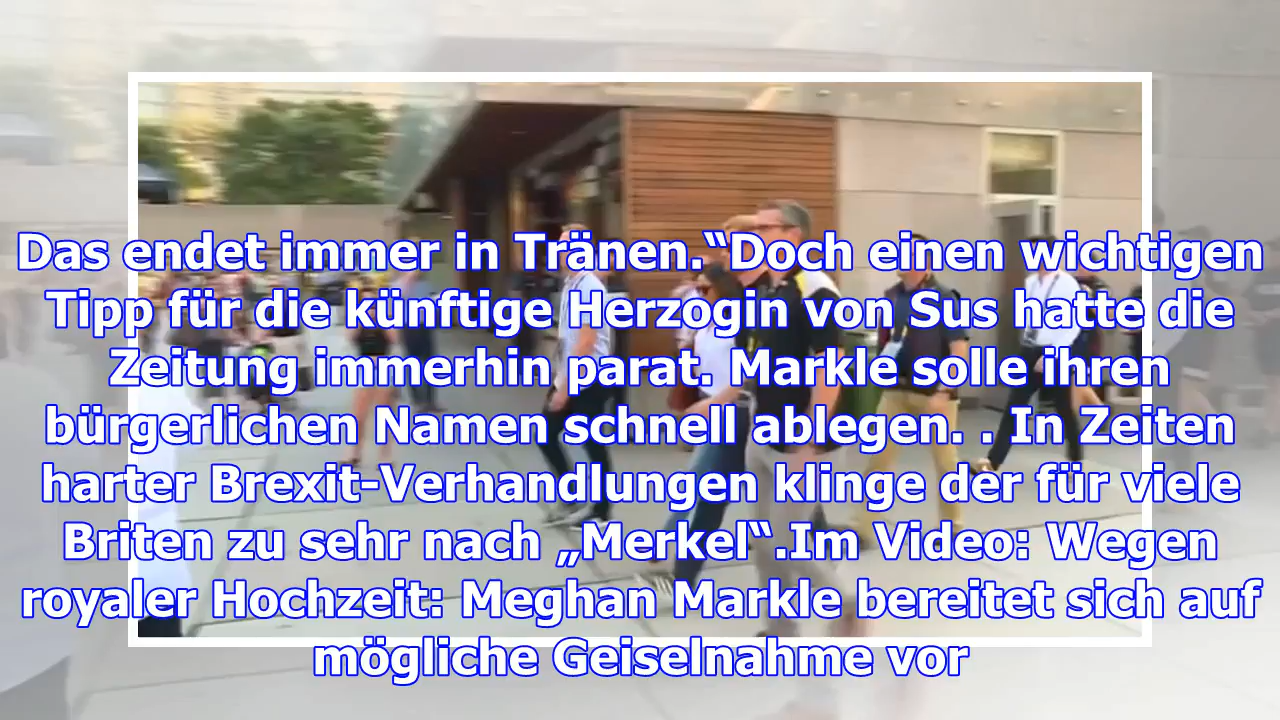 Das endet immer in Tränen.“Doch einen wichtigen
Tipp für die künftige Herzogin von Sus hatte die
Zeitung immerhin parat. Markle solle ihren
bürgerlichen Namen schnell ablegen. . In Zeiten
harter Brexit-Verhandlungen klinge der für viele
Briten zu sehr nach „Merkel“.Im Video: Wegen
royaler Hochzeit: Meghan Markle bereitet sich auf
mögliche Geiselnahme vor